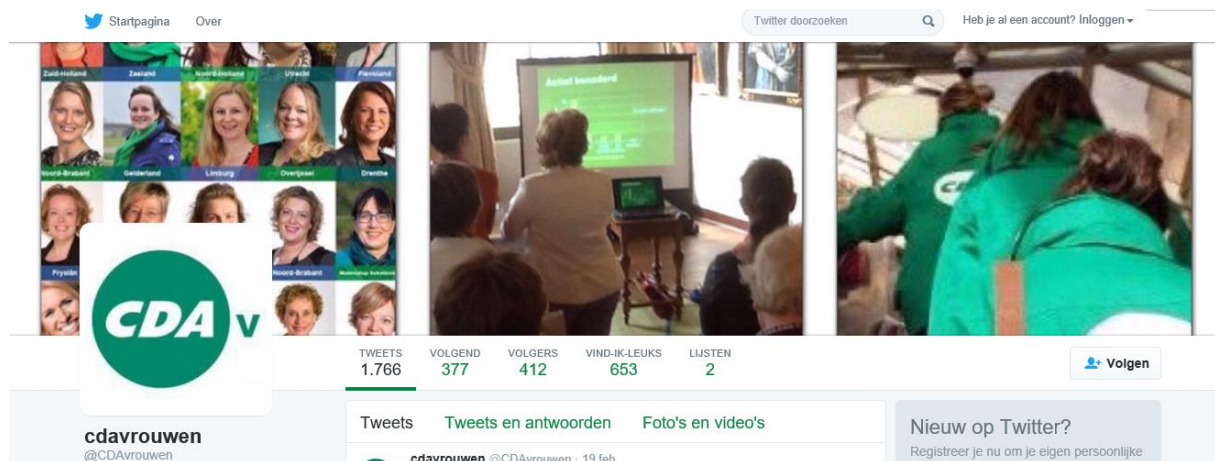 Startpagina Over
Twitter doorzoeken
Heb je al een account? Inloggen
Zuid-Holland Zeeland Noord-Holland Utrecht Flevoland
Actief benaderd
Noord-Brabant Gelderland Limburg Overijssel Drenthe
Fryslân Noord-Brabant
CDA
CDA V
TWEETS VOLGEND VOLGERS VIND-IK-LEUKS LIJSTEN
1.766 377 412 653 2
Volgen
cdavrouwen
@CDAvrouwen
Tweets Tweets en antwoorden Foto's en video's
cdavrouwen @CDAvrouwen · 19 feb
Nieuw op Twitter?
Registreer je nu om je eigen persoonlijke